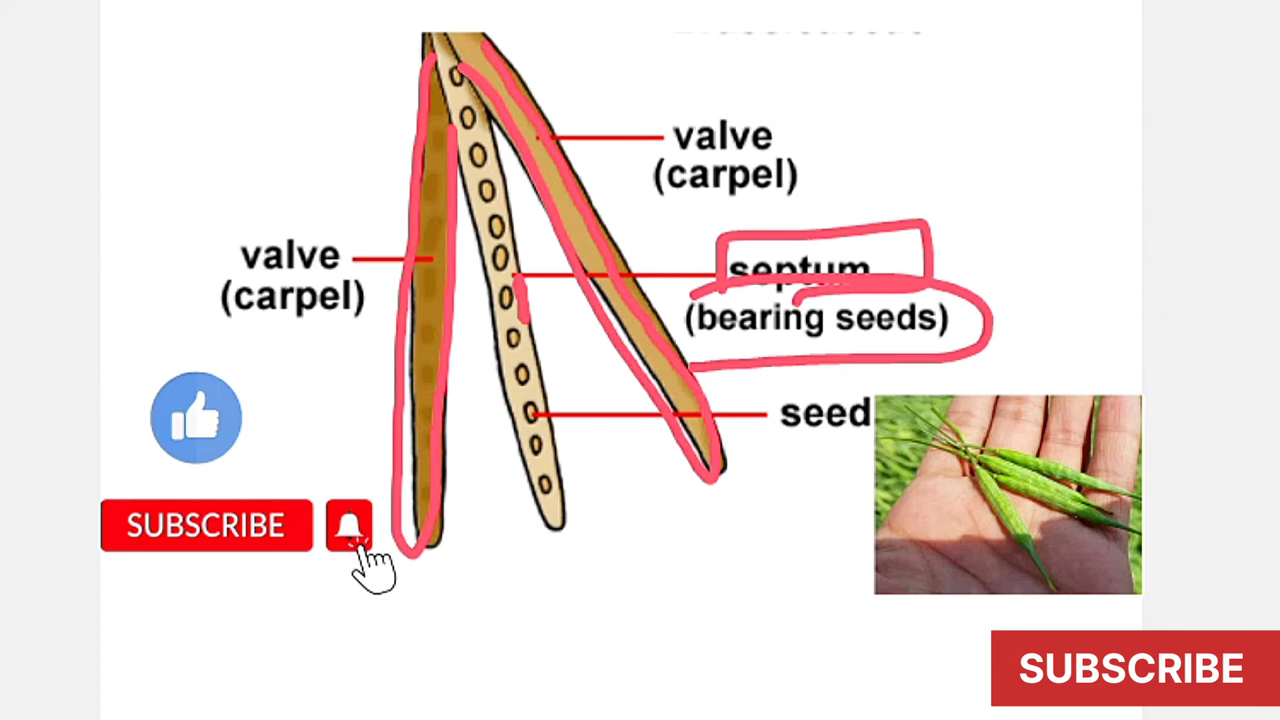 valve
(carpel)
valve
(carpel)
septum
(bearing seeds)
seed
SUBSCRIBE
SUBSCRIBE